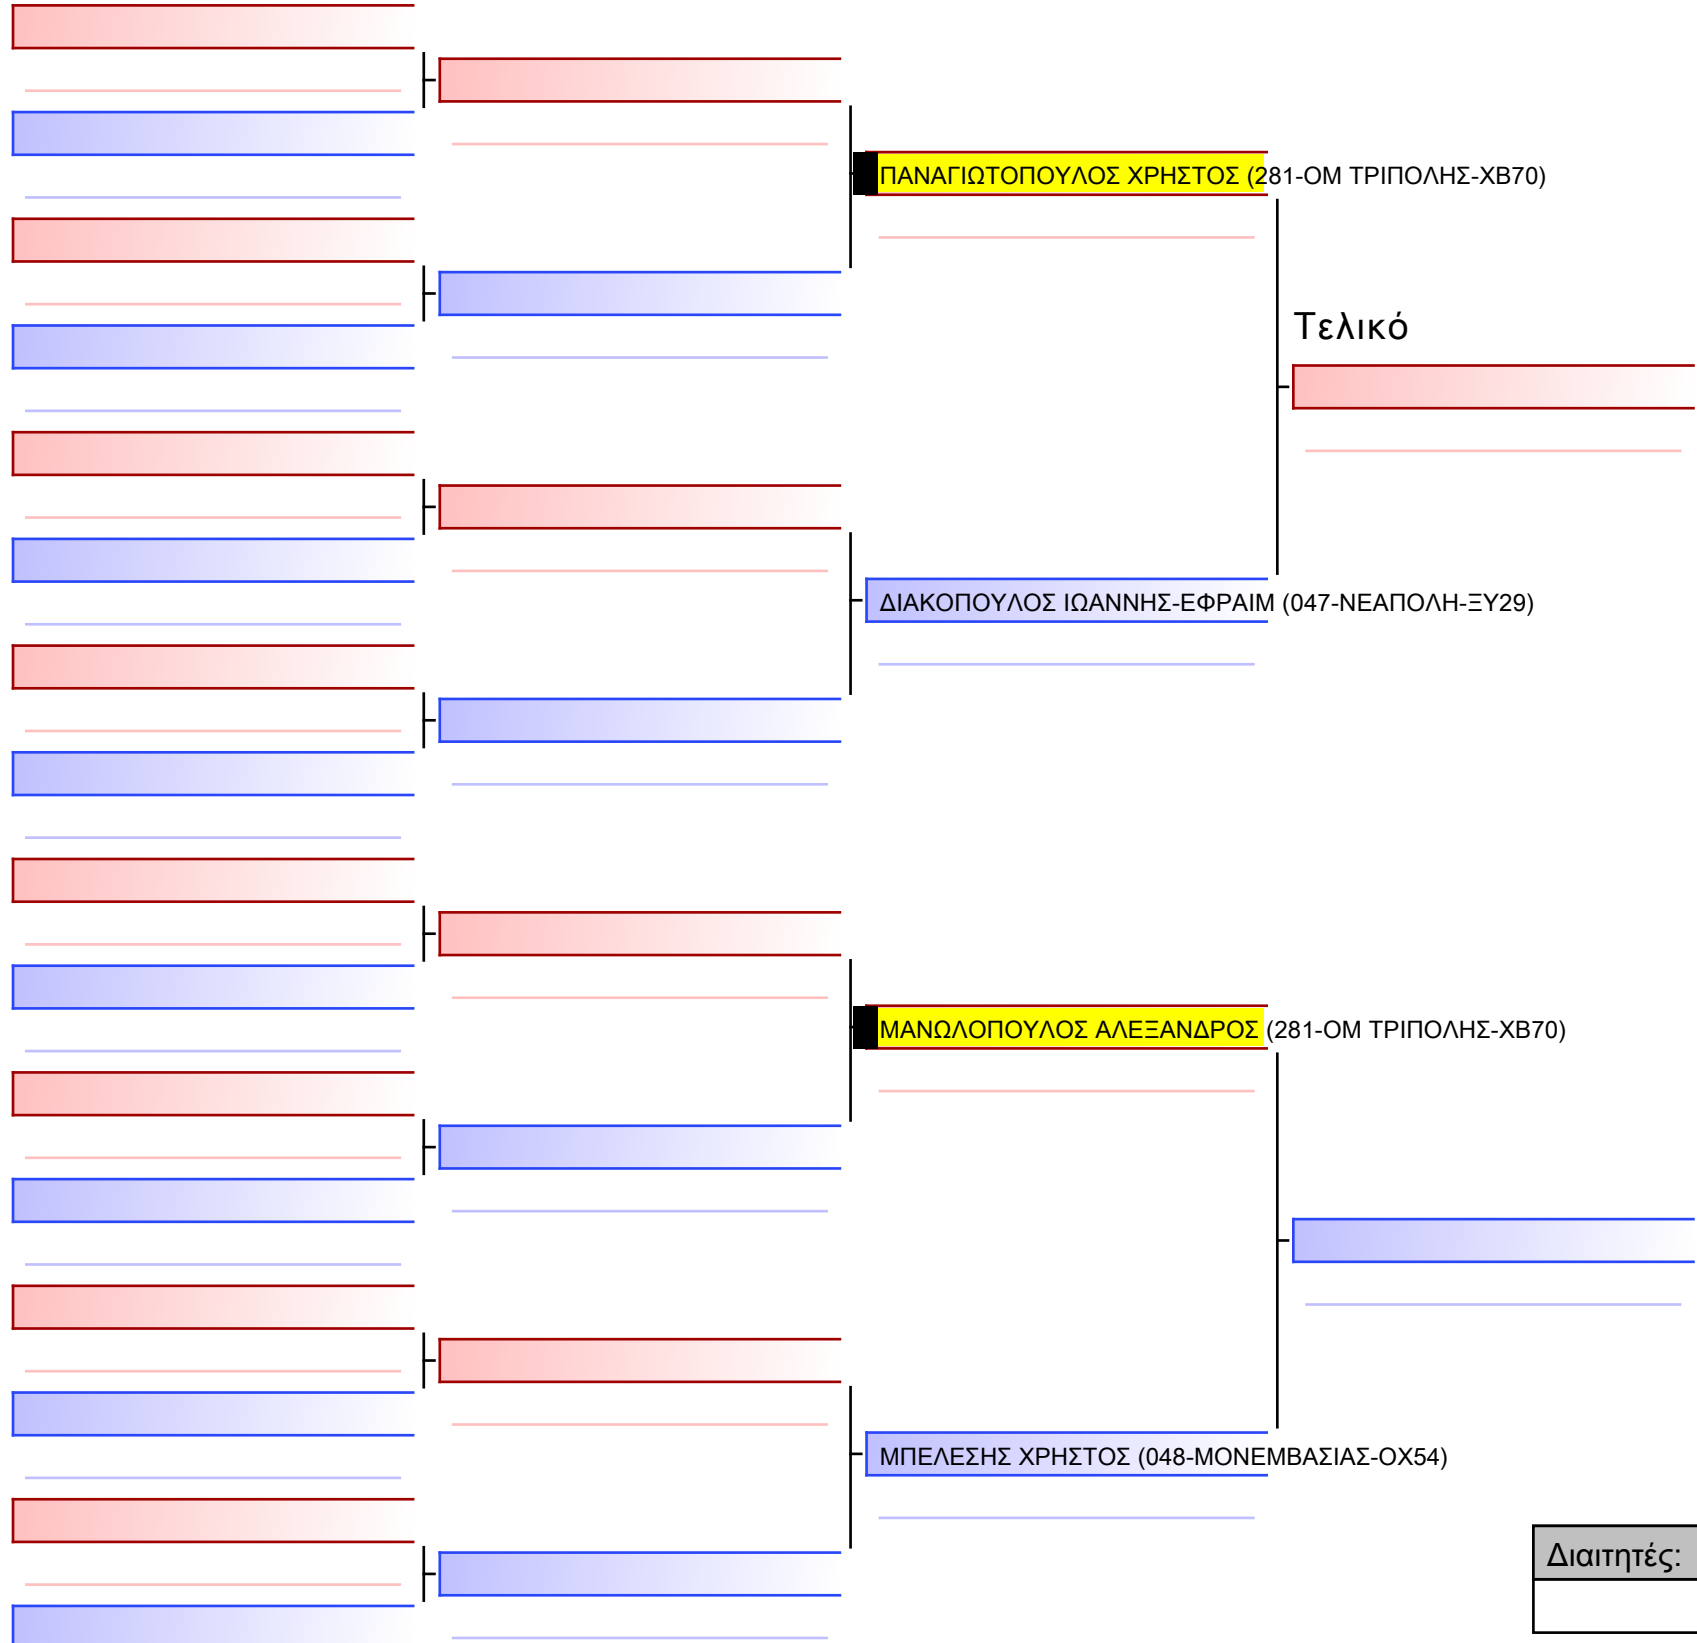 ΠΑΝΑΓΙΩΤΟΠΟΥΛΟΣ ΧΡΗΣΤΟΣ (281-ΟΜ ΤΡΙΠΟΛΗΣ-ΧΒ70)
Τελικό
ΔΙΑΚΟΠΟΥΛΟΣ ΙΩΑΝΝΗΣ-ΕΦΡΑΙΜ (047-ΝΕΑΠΟΛΗ-ΞΥ29)
ΜΑΝΩΛΟΠΟΥΛΟΣ ΑΛΕΞΑΝΔΡΟΣ (281-ΟΜ ΤΡΙΠΟΛΗΣ-ΧΒ70)
ΜΠΕΛΕΣΗΣ ΧΡΗΣΤΟΣ (048-ΜΟΝΕΜΒΑΣΙΑΣ-ΟΧ54)
Διαιτητές: